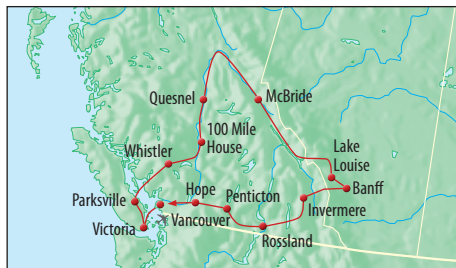 Quesnel
McBride
100 Mile
House
Whistler
Lake
Louise
Banff
Parksville
Hope
Penticton
Invermere
Vancouver
Victoria
Rossland